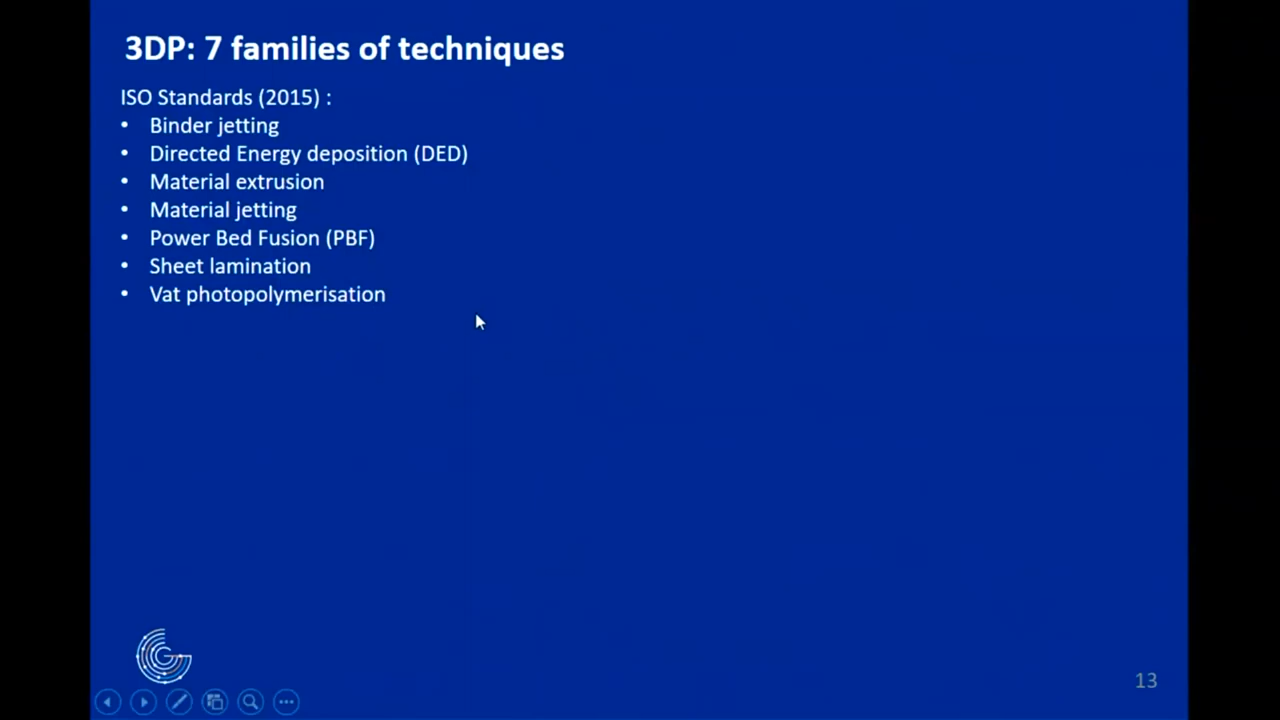 3DP: 7 families of techniques
ISO Standards (2015) :
• Binder jetting
• Directed Energy deposition (DED)
• Material extrusion
• Material jetting
• Power Bed Fusion (PBF)
• Sheet lamination
• Vat photopolymerisation
13